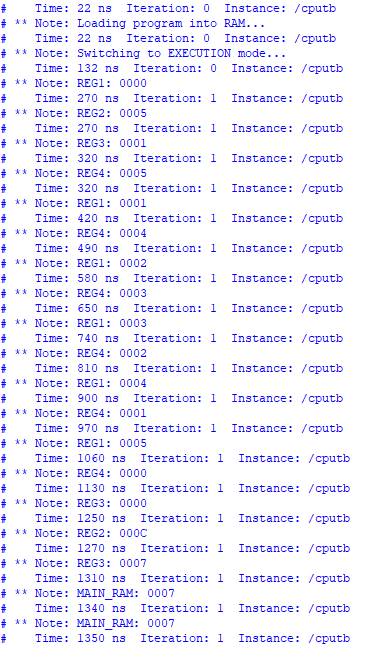 #    Time: 22 ns  Iteration: 0  Instance: /cputb
# ** Note: Loading program into RAM...
#    Time: 22 ns  Iteration: 0  Instance: /cputb
# ** Note: Switching to EXECUTION mode...
#    Time: 132 ns  Iteration: 0  Instance: /cputb
# ** Note: REG1: 0000
#    Time: 270 ns  Iteration: 1  Instance: /cputb
# ** Note: REG2: 0005
#    Time: 270 ns  Iteration: 1  Instance: /cputb
# ** Note: REG3: 0001
#    Time: 320 ns  Iteration: 1  Instance: /cputb
# ** Note: REG4: 0005
#    Time: 320 ns  Iteration: 1  Instance: /cputb
# ** Note: REG1: 0001
#    Time: 420 ns  Iteration: 1  Instance: /cputb
# ** Note: REG4: 0004
#    Time: 490 ns  Iteration: 1  Instance: /cputb
# ** Note: REG1: 0002
#    Time: 580 ns  Iteration: 1  Instance: /cputb
# ** Note: REG4: 0003
#    Time: 650 ns  Iteration: 1  Instance: /cputb
# ** Note: REG1: 0003
#    Time: 740 ns  Iteration: 1  Instance: /cputb
# ** Note: REG4: 0002
#    Time: 810 ns  Iteration: 1  Instance: /cputb
# ** Note: REG1: 0004
#    Time: 900 ns  Iteration: 1  Instance: /cputb
# ** Note: REG4: 0001
#    Time: 970 ns  Iteration: 1  Instance: /cputb
# ** Note: REG1: 0005
#    Time: 1060 ns  Iteration: 1  Instance: /cputb
# ** Note: REG4: 0000
#    Time: 1130 ns  Iteration: 1  Instance: /cputb
# ** Note: REG3: 0000
#    Time: 1250 ns  Iteration: 1  Instance: /cputb
# ** Note: REG2: 000C
#    Time: 1270 ns  Iteration: 1  Instance: /cputb
# ** Note: REG3: 0007
#    Time: 1310 ns  Iteration: 1  Instance: /cputb
# ** Note: MAIN_RAM: 0007
#    Time: 1340 ns  Iteration: 1  Instance: /cputb
# ** Note: MAIN_RAM: 0007
#    Time: 1350 ns  Iteration: 1  Instance: /cputb